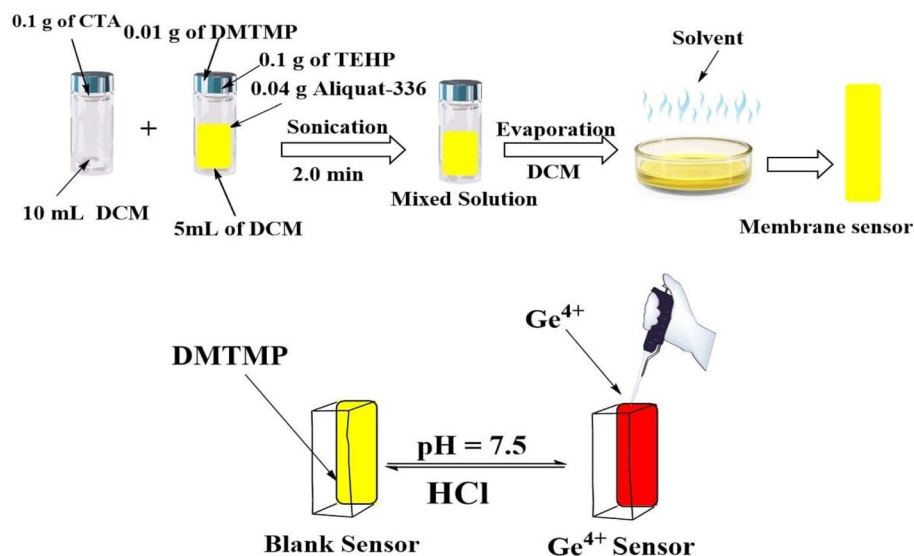 0.1 g of CTA
0.01 g of DMTMP
0.1 g of TEHP
0.04 g Aliquat-336
+
10 mL DCM
5mL of DCM
Sonication
2.0 min
Mixed Solution
Evaporation
DCM
Solvent
Membrane sensor
DMTMP
Blank Sensor
pH = 7.5
HCl
Ge⁴⁺
Ge⁴⁺ Sensor